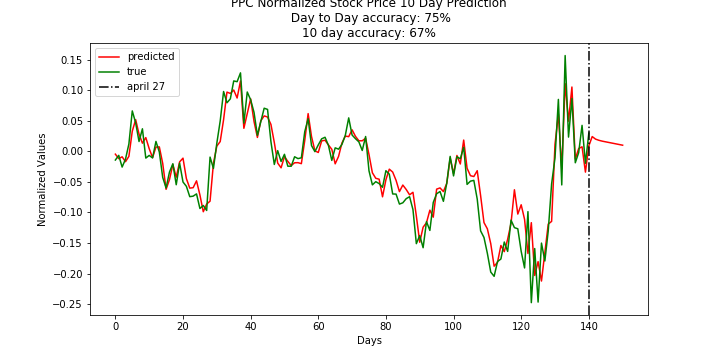 PPC Normalized Stock Price 10 Day Prediction
Day to Day accuracy: 75%
10 day accuracy: 67%
predicted
true
april 27
Normalized Values
0.15
0.10
0.05
0.00
−0.05
−0.10
−0.15
−0.20
−0.25
0 20 40 60 80 100 120 140
Days